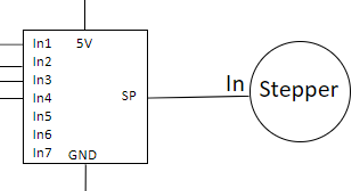 In1 5V
In2
In3
In4 SP
In5
In6
In7 GND
In Stepper